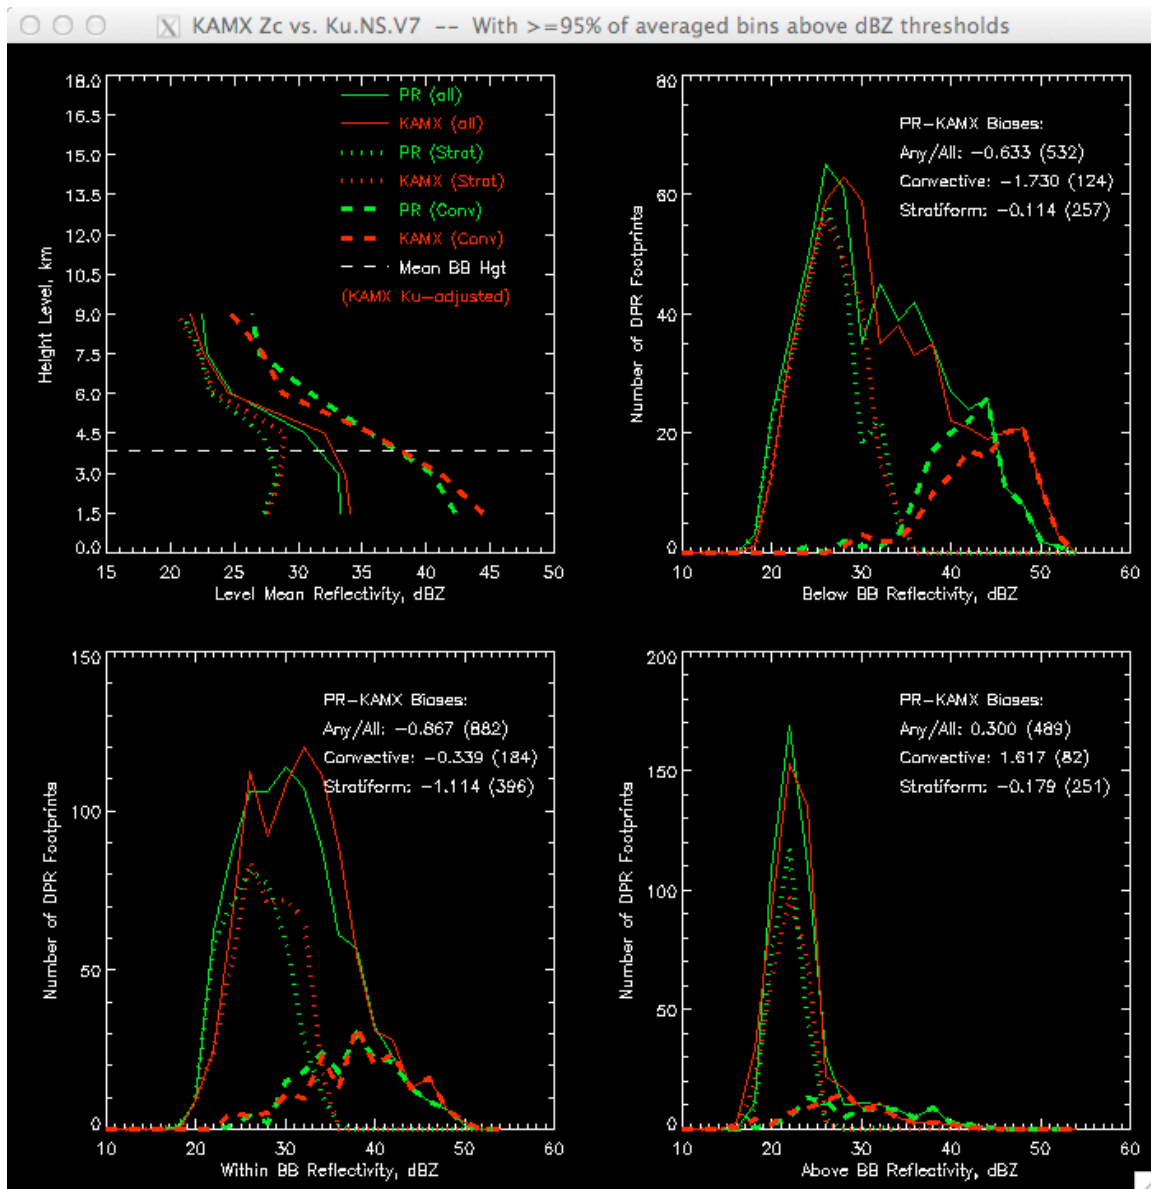 KAMX Zc vs. Ku.NS.V7 -- With >=95% of averaged bins above dBZ thresholds
18.0
16.5
15.0
13.5
12.0
10.5
9.0
7.5
6.0
4.5
3.0
1.5
0.0
Height Level, km
PR (all)
KAMX (all)
PR (Strat)
KAMX (Strat)
PR (Conv)
KAMX (Conv)
Mean BB Hgt
(KAMX Ku-adjusted)
15 20 25 30 35 40 45 50
Level Mean Reflectivity, dBZ
80
60
40
20
0
Number of DPR Footprints
PR-KAMX Biases:
Any/All: -0.633 (532)
Convective: -1.730 (124)
Stratiform: -0.114 (257)
10 20 30 40 50 60
Below BB Reflectivity, dBZ
150
100
50
0
Number of DPR Footprints
PR-KAMX Biases:
Any/All: -0.867 (882)
Convective: -0.339 (184)
Stratiform: -1.114 (396)
10 20 30 40 50 60
Within BB Reflectivity, dBZ
200
150
100
50
0
Number of DPR Footprints
PR-KAMX Biases:
Any/All: 0.300 (489)
Convective: 1.617 (82)
Stratiform: -0.179 (251)
10 20 30 40 50 60
Above BB Reflectivity, dBZ